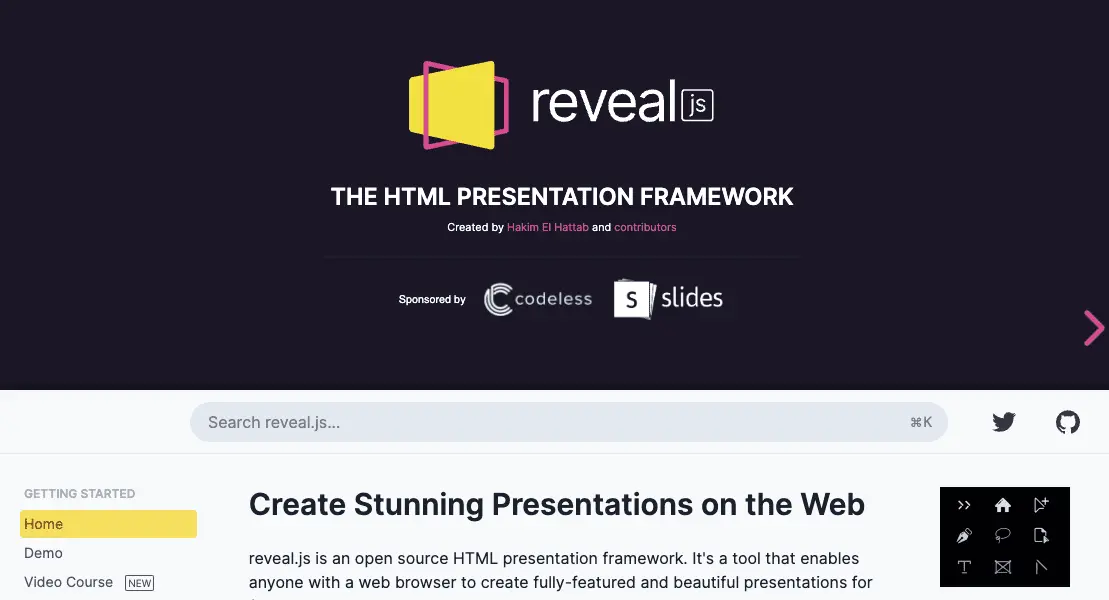 reveal js
THE HTML PRESENTATION FRAMEWORK
Created by Hakim El Hattab and contributors
Sponsored by codeless S slides
Search reveal.js... ⌘K
GETTING STARTED
Home
Demo
Video Course NEW
Create Stunning Presentations on the Web
reveal.js is an open source HTML presentation framework. It's a tool that enables
anyone with a web browser to create fully-featured and beautiful presentations for